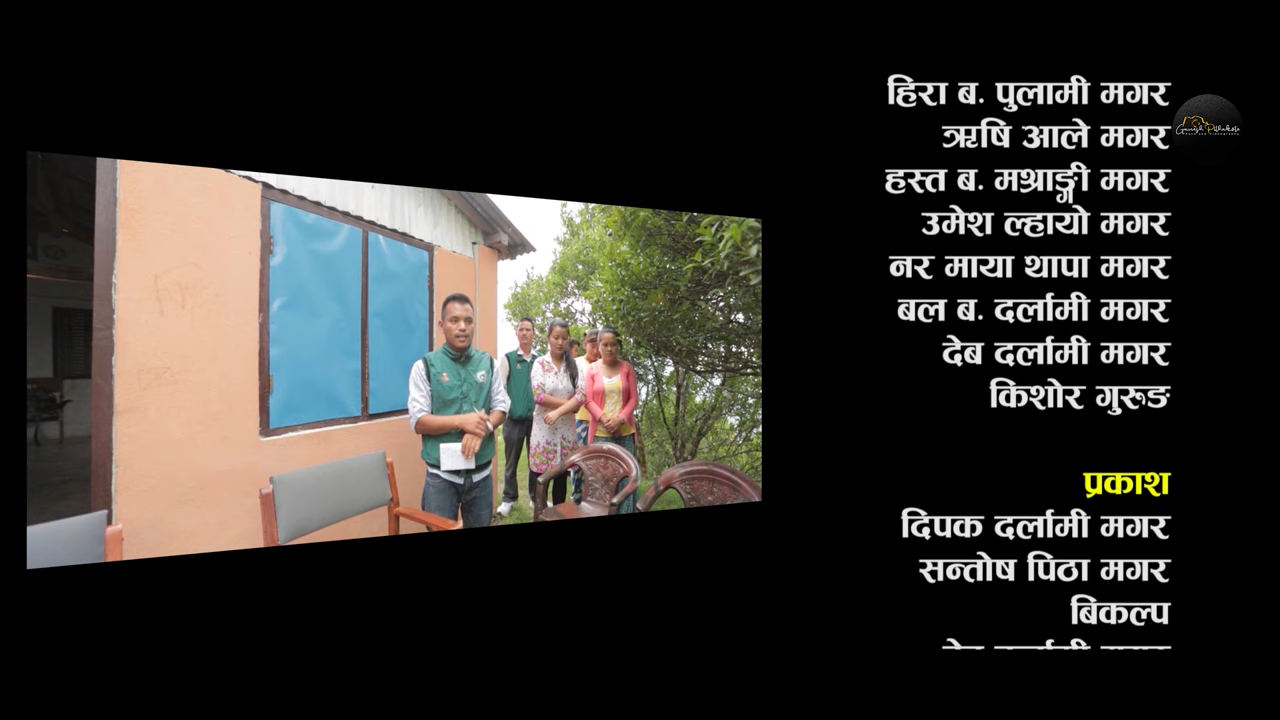 हिरा ब. पुलामी मगर
ऋषि आले मगर
हस्त ब. मश्राङ्गी मगर
उमेश ल्हायो मगर
नर माया थापा मगर
बल ब. दर्लामी मगर
देब दर्लामी मगर
किशोर गुरुङ
प्रकाश
दिपक दर्लामी मगर
सन्तोष पिठा मगर
बिकल्प